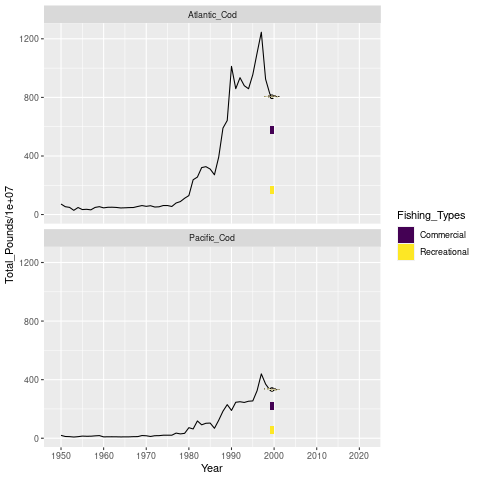 Atlantic_Cod
1200
800
400
0
Pacific_Cod
1200
800
400
0
1950 1960 1970 1980 1990 2000 2010 2020
Year
Total_Pounds/1e+07
Fishing_Types
Commercial
Recreational